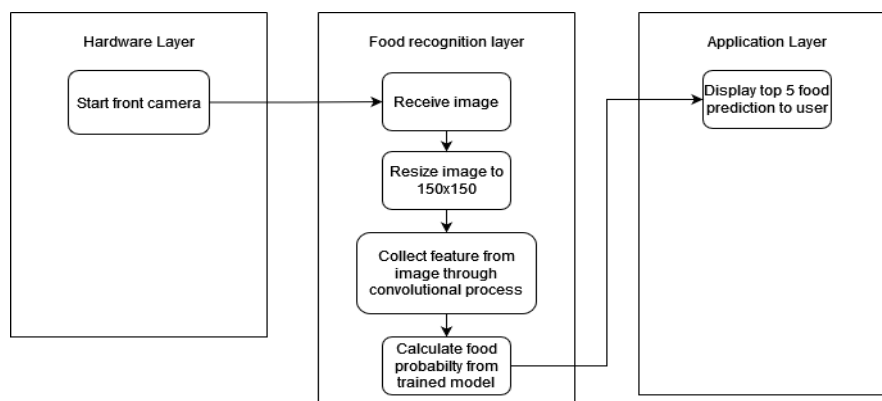 Hardware Layer
Start front camera
Food recognition layer
Receive image
Resize image to
150x150
Collect feature from
image through
convolutional process
Calculate food
probabilty from
trained model
Application Layer
Display top 5 food
prediction to user